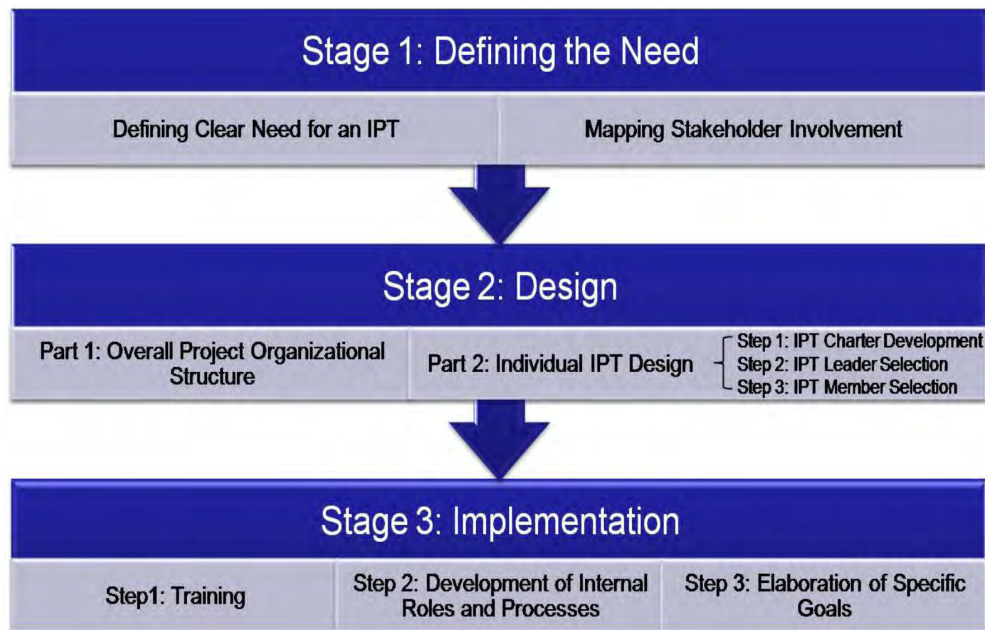 Stage 1: Defining the Need
Defining Clear Need for an IPT
Mapping Stakeholder Involvement
Stage 2: Design
Part 1: Overall Project Organizational
Structure
Part 2: Individual IPT Design
Step 1: IPT Charter Development
Step 2: IPT Leader Selection
Step 3: IPT Member Selection
Stage 3: Implementation
Step1: Training
Step 2: Development of Internal
Roles and Processes
Step 3: Elaboration of Specific
Goals